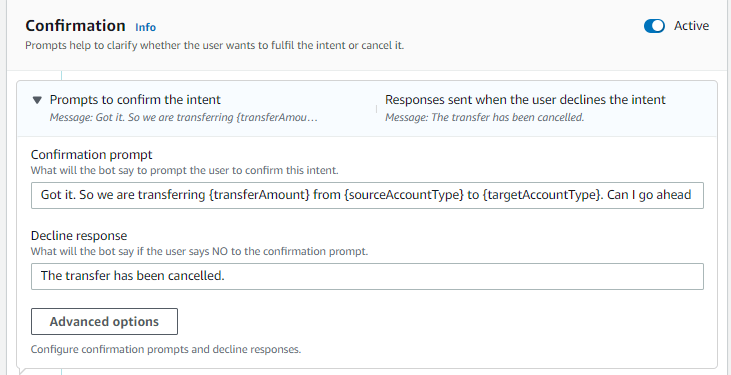 Confirmation Info
Active
Prompts help to clarify whether the user wants to fulfil the intent or cancel it.
Prompts to confirm the intent
Message: Got it. So we are transferring {transferAmou…
Responses sent when the user declines the intent
Message: The transfer has been cancelled.
Confirmation prompt
What will the bot say to prompt the user to confirm this intent.
Got it. So we are transferring {transferAmount} from {sourceAccountType} to {targetAccountType}. Can I go ahead
Decline response
What will the bot say if the user says NO to the confirmation prompt.
The transfer has been cancelled.
Advanced options
Configure confirmation prompts and decline responses.